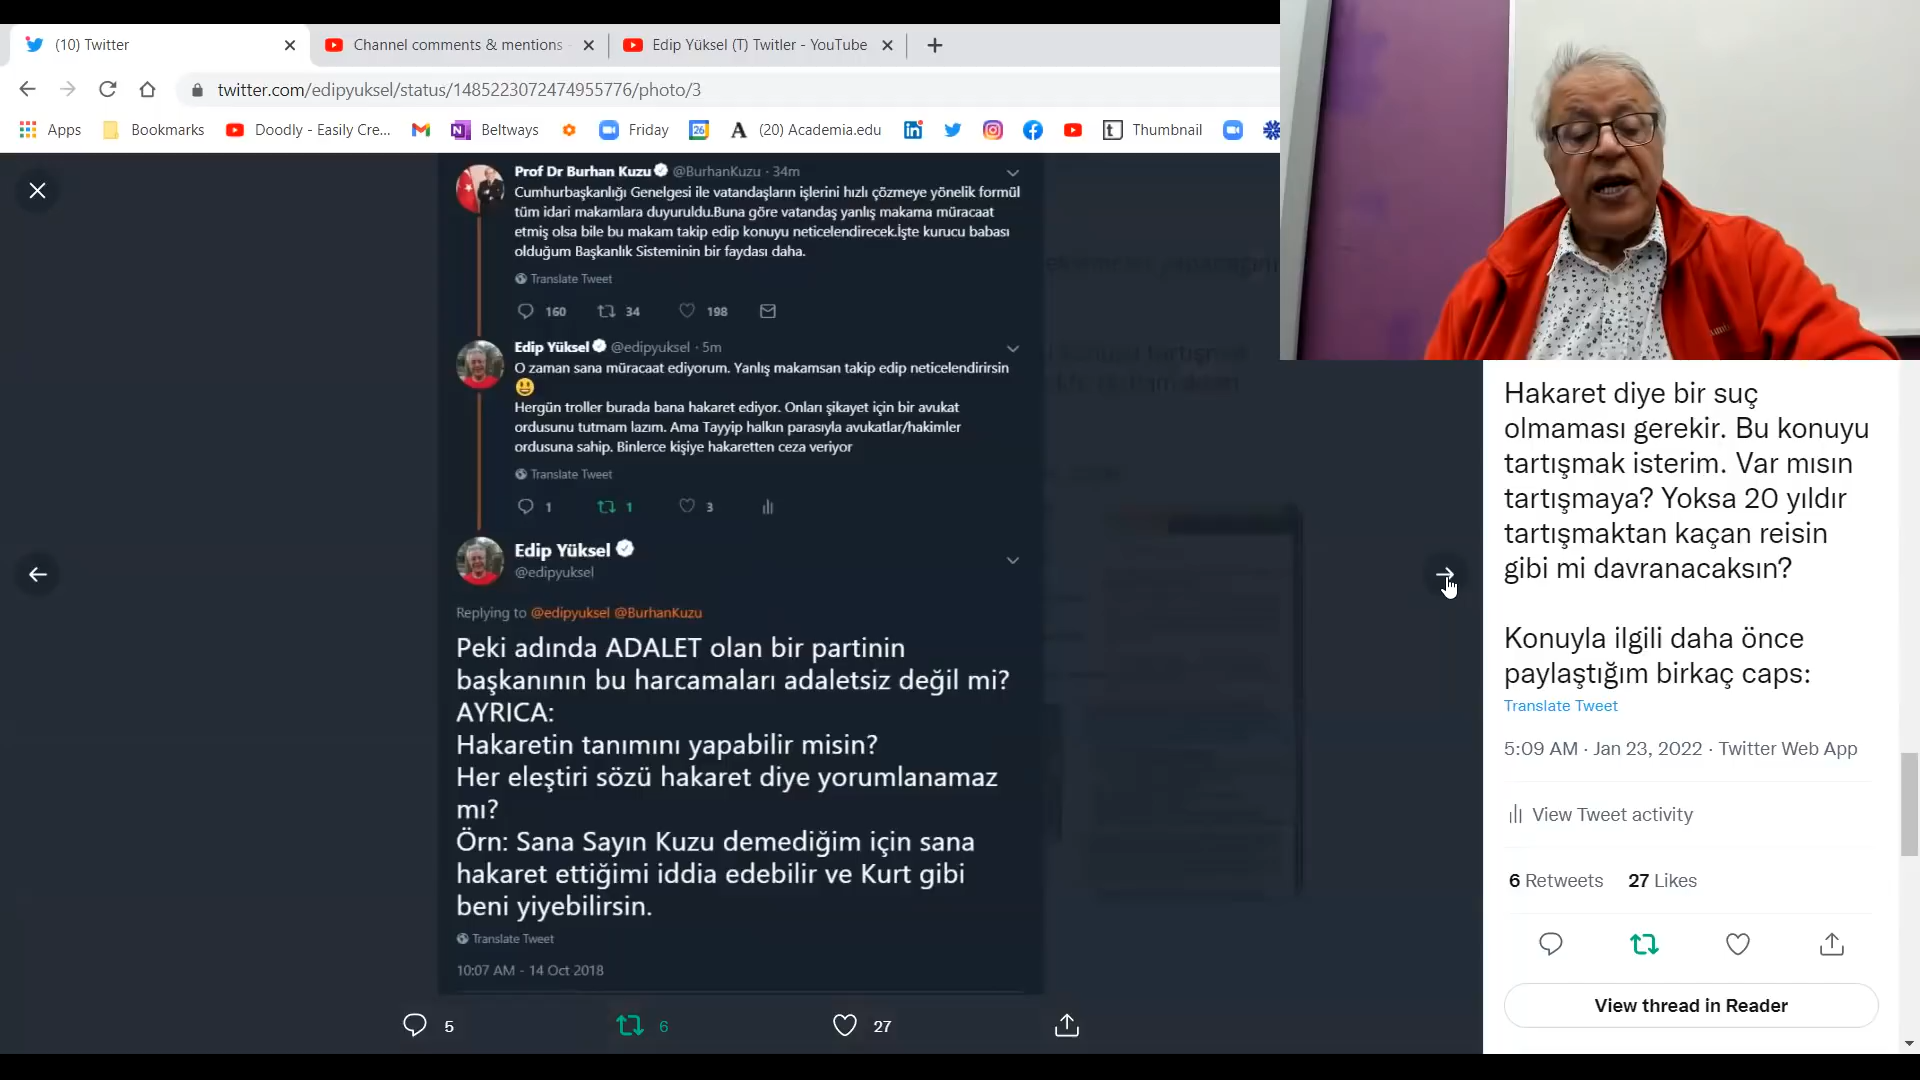 (10) Twitter
Channel comments & mentions
Edip Yüksel (T) Twitler - YouTube
twitter.com/edipyuksel/status/1485223072474955776/photo/3
Apps
Bookmarks
Doodly - Easily Cre...
Beltways
Friday
(20) Academia.edu
Thumbnail
Prof Dr Burhan Kuzu @BurhanKuzu · 34m
Cumhurbaşkanlığı Genelgesi ile vatandaşların işlerini hızlı çözmeye yönelik formül
tüm idari makamlara duyuruldu.Buna göre vatandaş yanlış makama müracaat
etmiş olsa bile bu makam takip edip konuyu neticelendirecek.İşte kurucu babası
olduğum Başkanlık Sisteminin bir faydası daha.
Translate Tweet
160 34 198
Edip Yüksel @edipyuksel · 5m
O zaman sana müracaat ediyorum. Yanlış makamsan takip edip neticelendirirsin
Hergün troller burada bana hakaret ediyor. Onları şikayet için bir avukat
ordusunu tutmam lazım. Ama Tayyip halkın parasıyla avukatlar/hakimler
ordusuna sahip. Binlerce kişiye hakaretten ceza veriyor
Translate Tweet
1 1 3
Edip Yüksel
@edipyuksel
Replying to @edipyuksel @BurhanKuzu
Peki adında ADALET olan bir partinin
başkanının bu harcamaları adaletsiz değil mi?
AYRICA:
Hakaretin tanımını yapabilir misin?
Her eleştiri sözü hakaret diye yorumlanamaz
mı?
Örn: Sana Sayın Kuzu demediğim için sana
hakaret ettiğimi iddia edebilir ve Kurt gibi
beni yiyebilirsin.
Translate Tweet
10:07 AM - 14 Oct 2018
5 6 27
Hakaret diye bir suç
olmaması gerekir. Bu konuyu
tartışmak isterim. Var mısın
tartışmaya? Yoksa 20 yıldır
tartışmaktan kaçan reisin
gibi mi davranacaksın?
Konuyla ilgili daha önce
paylaştığım birkaç caps:
Translate Tweet
5:09 AM · Jan 23, 2022 · Twitter Web App
View Tweet activity
6 Retweets 27 Likes
View thread in Reader